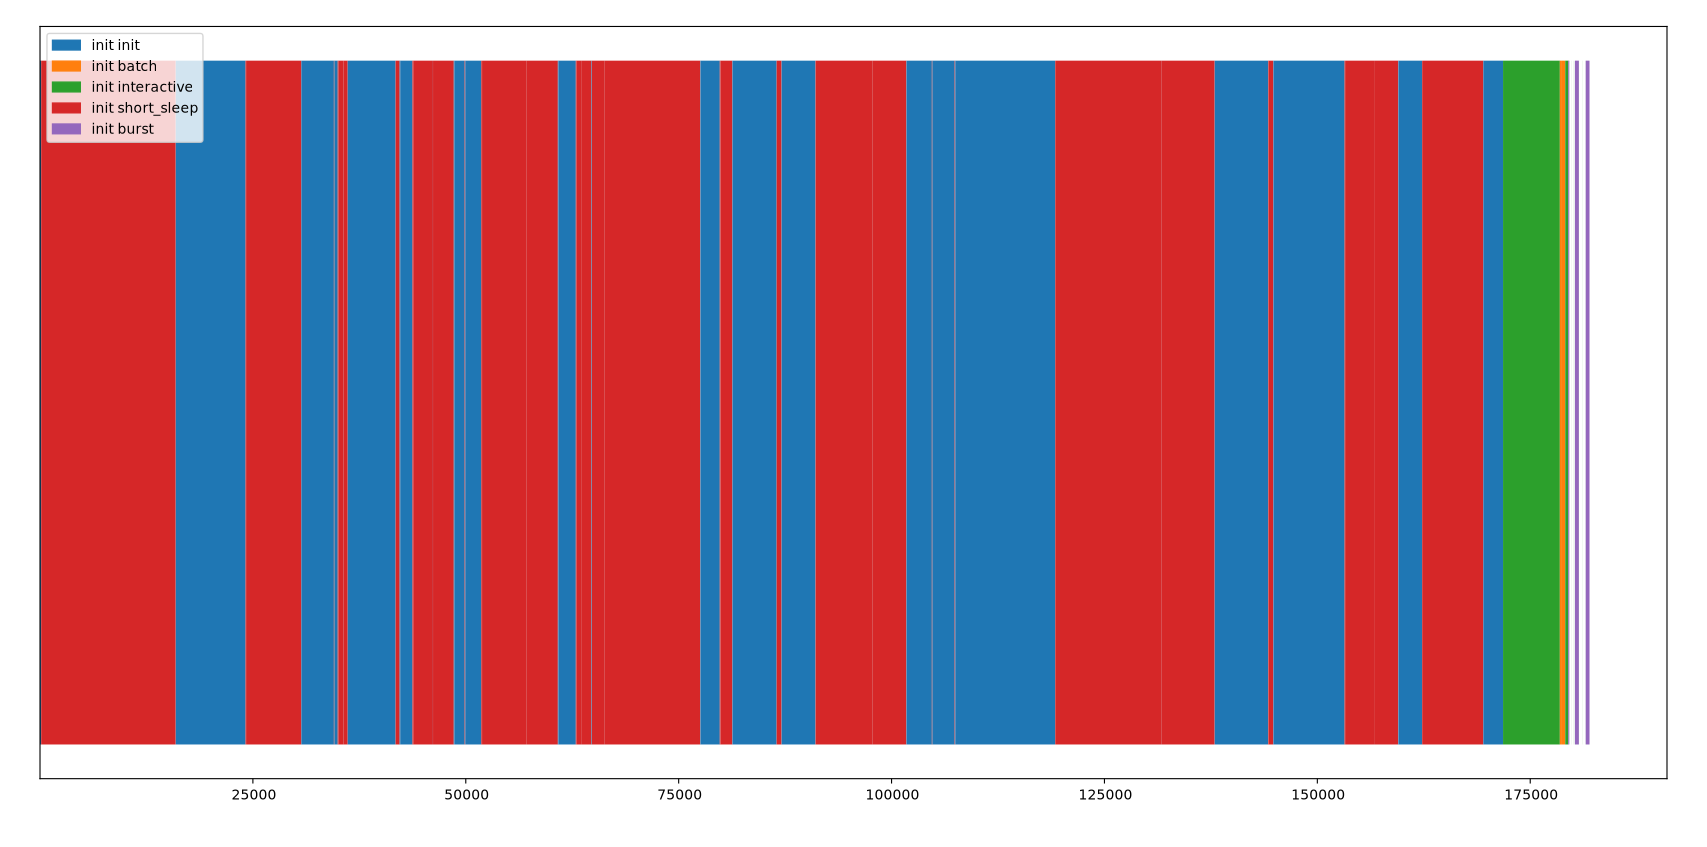 init init
init batch
init interactive
init short_sleep
init burst
25000 50000 75000 100000 125000 150000 175000